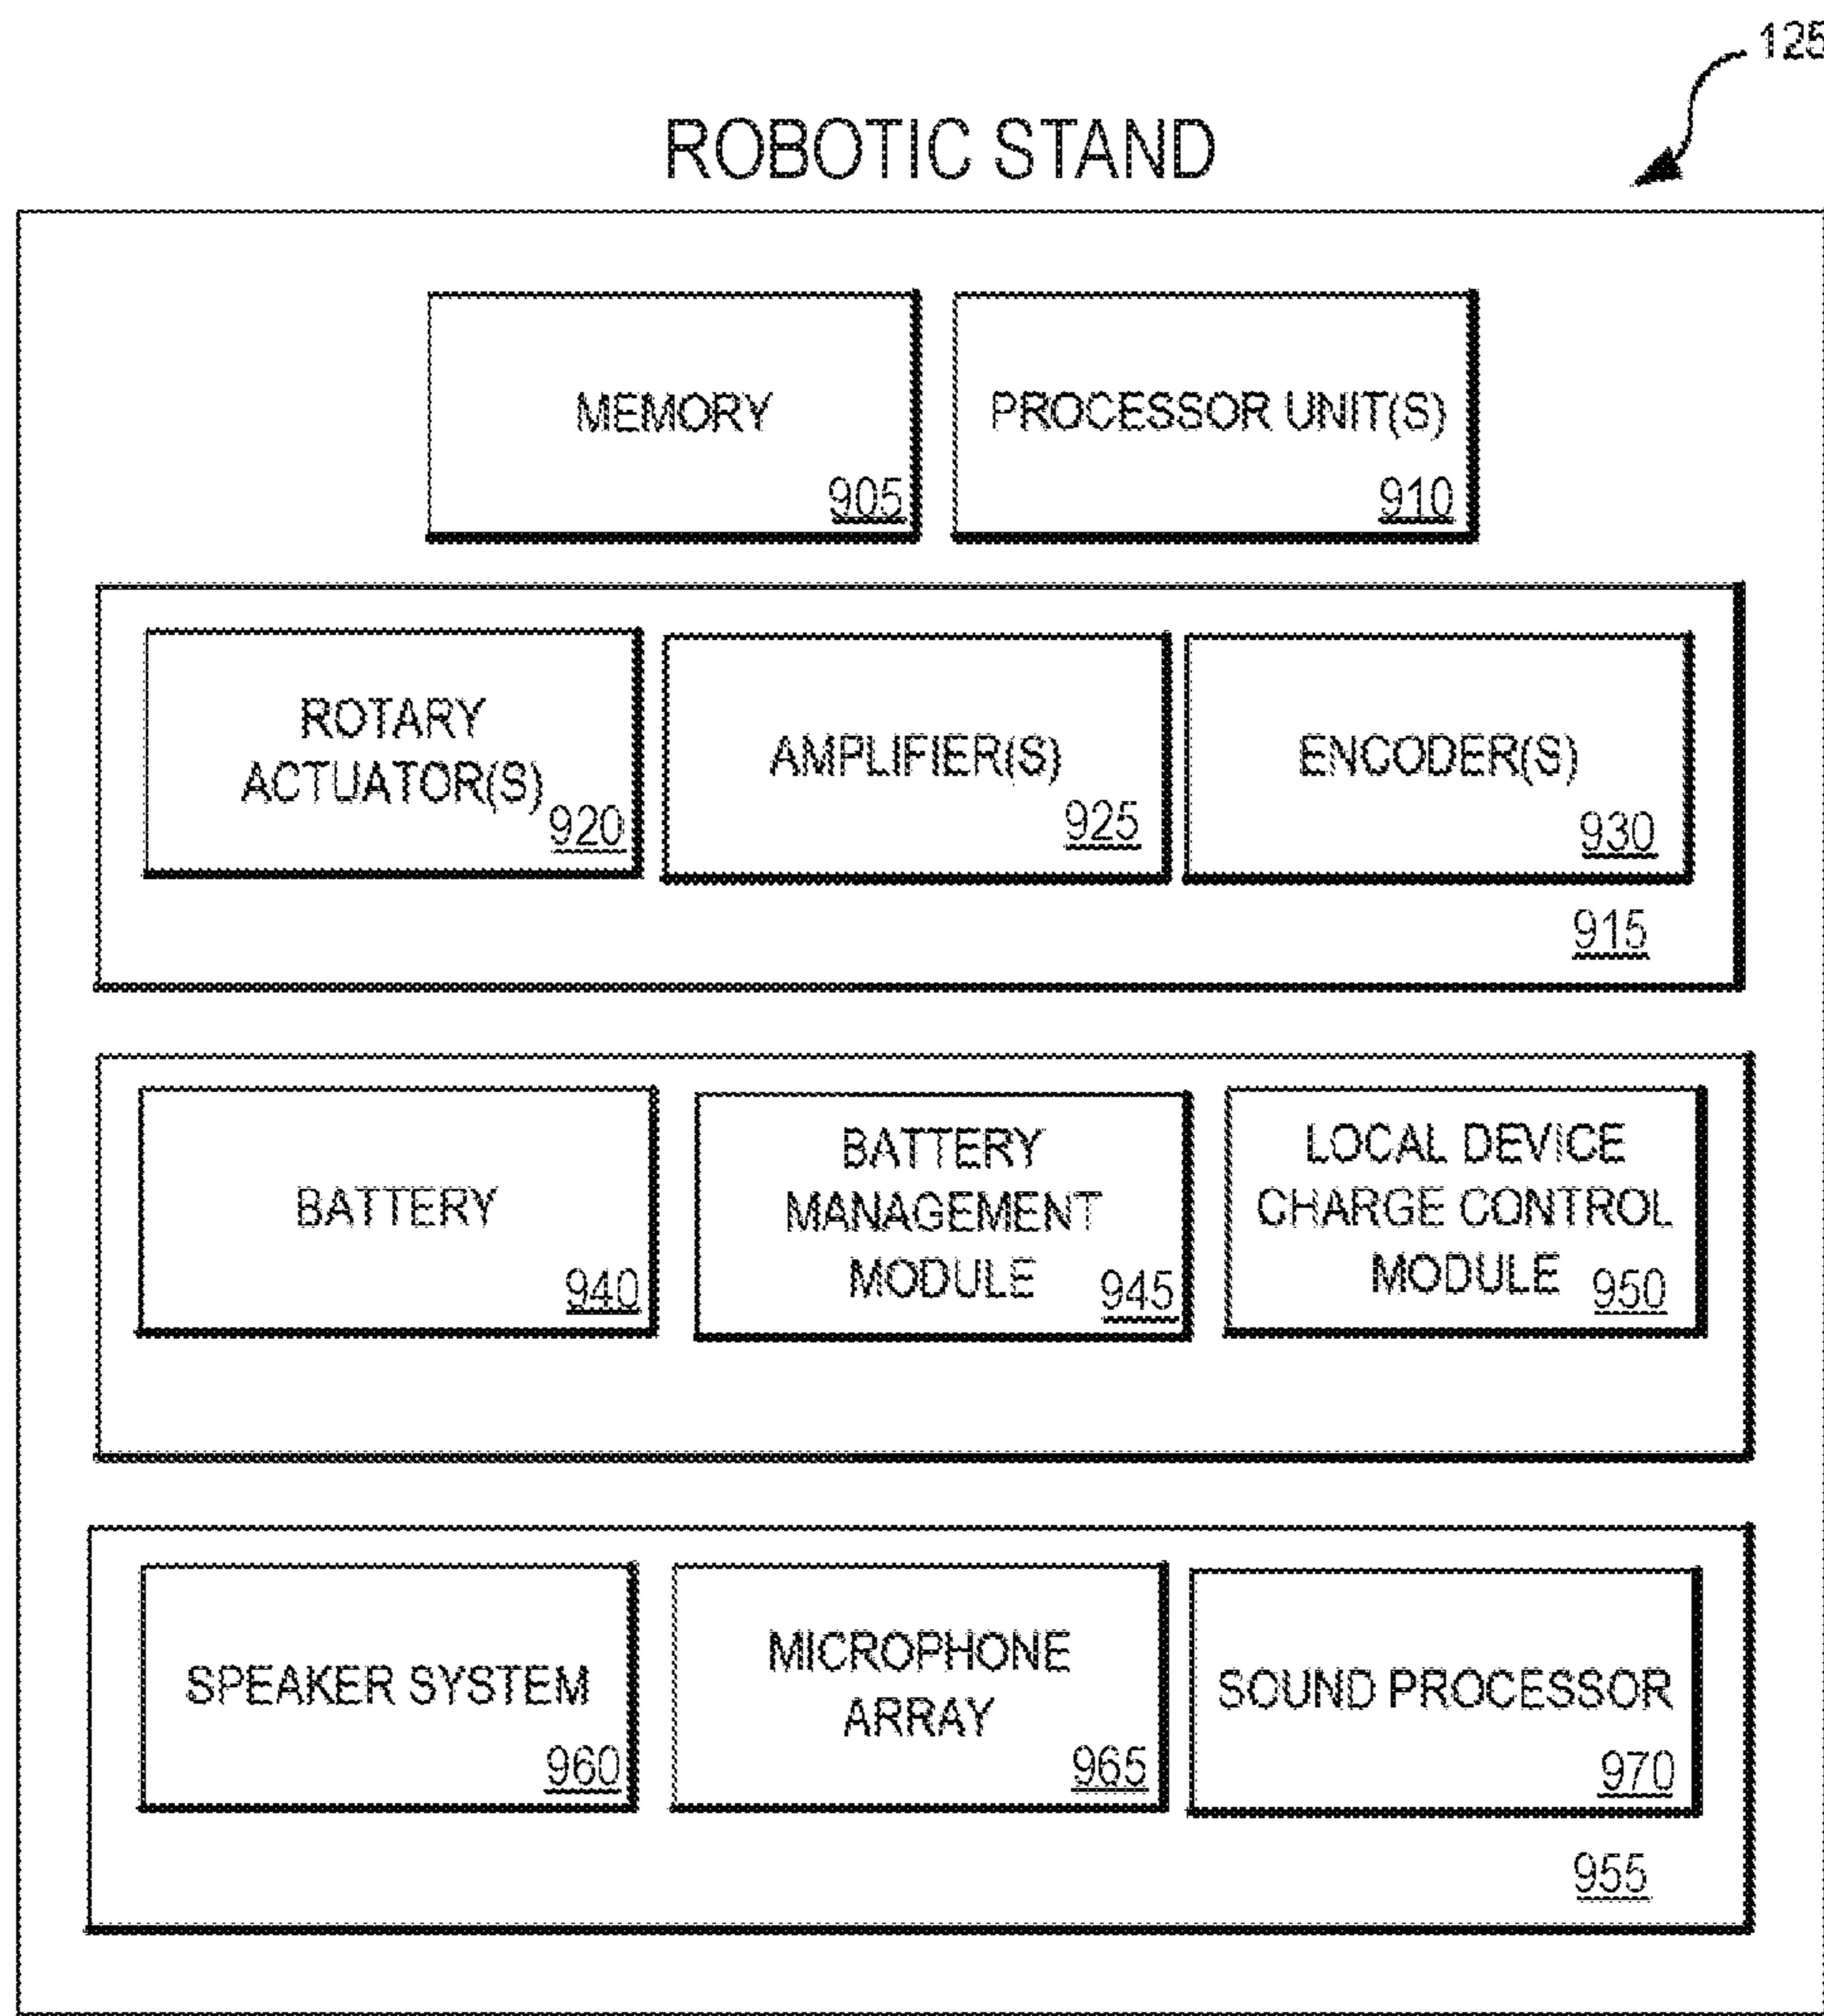 125
ROBOTIC STAND
MEMORY
905
PROCESSOR UNIT(S)
910
ROTARY
ACTUATOR(S)
920
AMPLIFIER(S)
925
ENCODER(S)
930
915
BATTERY
940
BATTERY
MANAGEMENT
MODULE
945
LOCAL DEVICE
CHARGE CONTROL
MODULE
950
SPEAKER SYSTEM
960
MICROPHONE
ARRAY
965
SOUND PROCESSOR
970
955